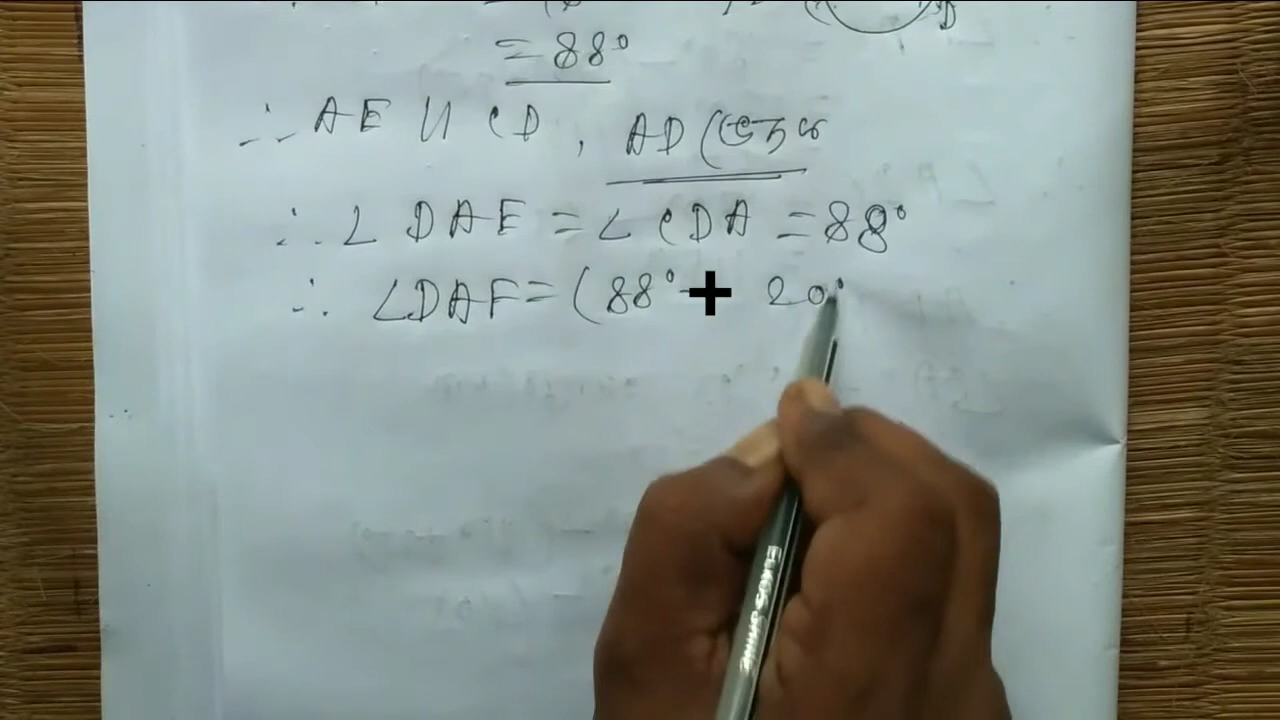 = 88°
∴ AE || CD, AD ছেদক
∴ ∠DAE = ∠CDA = 88°
∴ ∠DAF = (88° + 20°
D